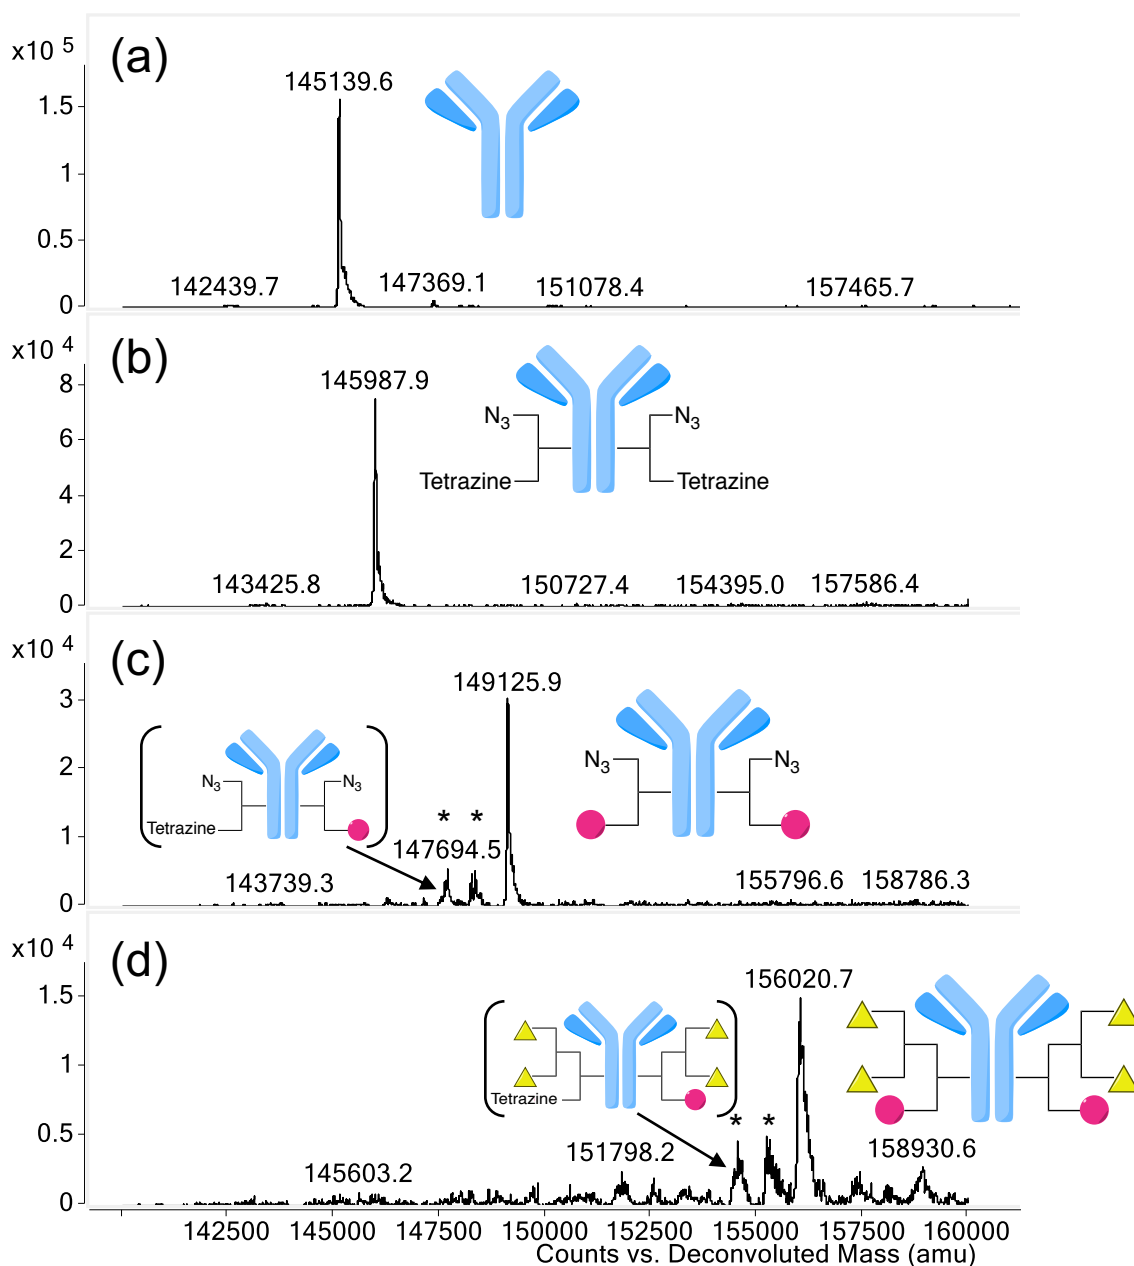 x10 5
(a)
145139.6
1.5
1
0.5
142439.7
147369.1
151078.4
157465.7
0
x10 4
(b)
145987.9
8
N3
N3
6
Tetrazine
Tetrazine
4
2
143425.8
150727.4
154395.0
157586.4
0
x10 4
(c)
149125.9
3
N3
N3
N3
N3
2
Tetrazine
* *
1
147694.5
143739.3
155796.6
158786.3
0
x10 4
(d)
156020.7
1.5
1
Tetrazine
* *
0.5
151798.2
158930.6
145603.2
0
142500 145000 147500 150000 152500 155000 157500 160000
Counts vs. Deconvoluted Mass (amu)